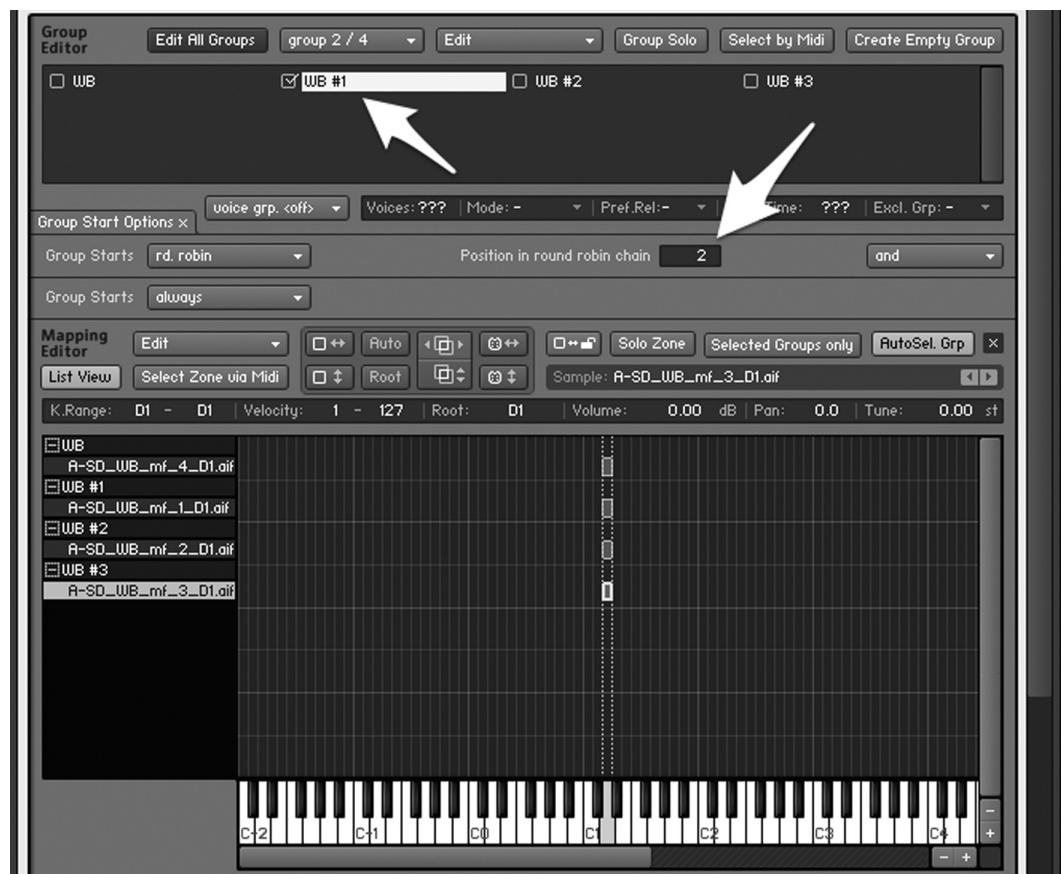 Group Editor Edit All Groups group 2 / 4 Edit Group Solo Select by Midi Create Empty Group
WB WB #1 WB #2 WB #3
voice grp. <off> Voices: ??? Mode: - Pref.Rel:- Time: ??? Excl. Grp: -
Group Start Options x
Group Starts rd. robin Position in round robin chain 2 and
Group Starts always
Mapping Editor Edit Auto Solo Zone Selected Groups only AutoSel. Grp
List View Select Zone via Midi Root Sample: A-SD_WB_mf_3_D1.aif
K.Range: D1 - D1 Velocity: 1 - 127 Root: D1 Volume: 0.00 dB Pan: 0.0 Tune: 0.00 st
WB
A-SD_WB_mf_4_D1.aif
WB #1
A-SD_WB_mf_1_D1.aif
WB #2
A-SD_WB_mf_2_D1.aif
WB #3
A-SD_WB_mf_3_D1.aif
C-2 C-1 C0 C1 C2 C3 C4